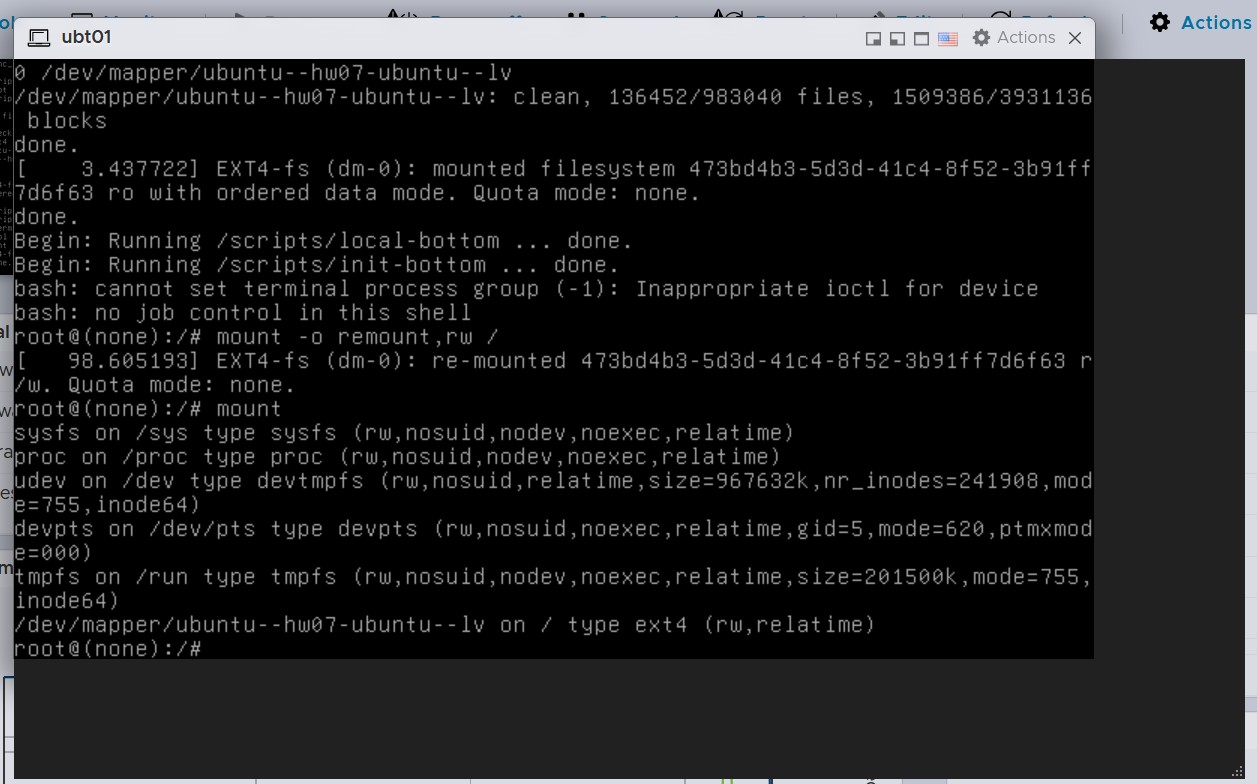 Actions
ubt01
Actions
0 /dev/mapper/ubuntu--hw07-ubuntu--lv
/dev/mapper/ubuntu--hw07-ubuntu--lv: clean, 136452/983040 files, 1509386/3931136
 blocks
done.
[    3.437722] EXT4-fs (dm-0): mounted filesystem 473bd4b3-5d3d-41c4-8f52-3b91ff
7d6f63 ro with ordered data mode. Quota mode: none.
done.
Begin: Running /scripts/local-bottom ... done.
Begin: Running /scripts/init-bottom ... done.
bash: cannot set terminal process group (-1): Inappropriate ioctl for device
bash: no job control in this shell
root@(none):/# mount -o remount,rw /
[   98.605193] EXT4-fs (dm-0): re-mounted 473bd4b3-5d3d-41c4-8f52-3b91ff7d6f63 r
/w. Quota mode: none.
root@(none):/# mount
sysfs on /sys type sysfs (rw,nosuid,nodev,noexec,relatime)
proc on /proc type proc (rw,nosuid,nodev,noexec,relatime)
udev on /dev type devtmpfs (rw,nosuid,relatime,size=967632k,nr_inodes=241908,mod
e=755,inode64)
devpts on /dev/pts type devpts (rw,nosuid,noexec,relatime,gid=5,mode=620,ptmxmod
e=000)
tmpfs on /run type tmpfs (rw,nosuid,nodev,noexec,relatime,size=201500k,mode=755,
inode64)
/dev/mapper/ubuntu--hw07-ubuntu--lv on / type ext4 (rw,relatime)
root@(none):/#